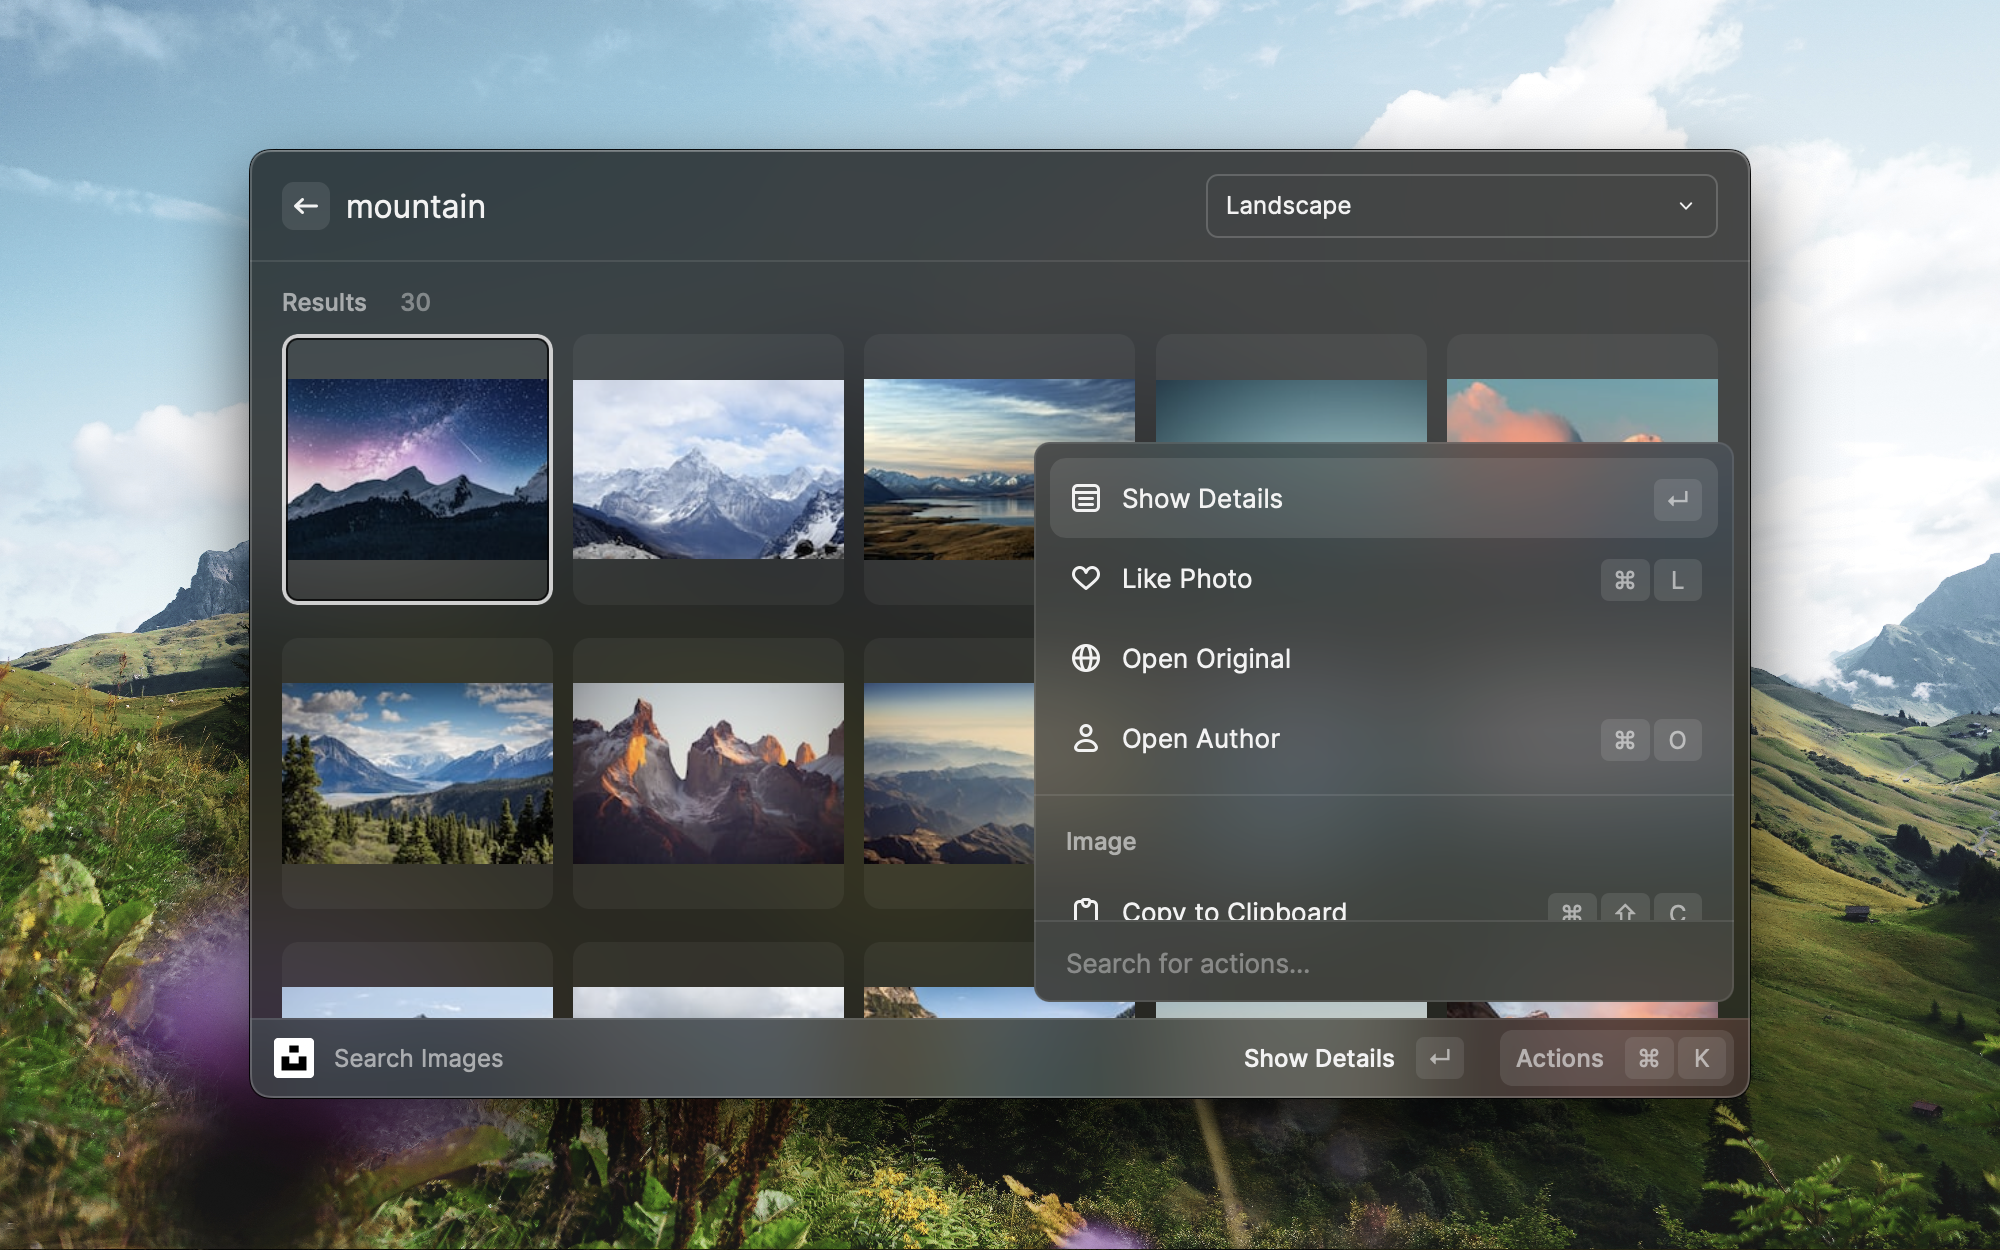 mountain
Landscape
Results 30
Show Details
Like Photo ⌘ L
Open Original
Open Author ⌘ O
Image
Copy to Clipboard ⌘ ⇧ C
Search for actions...
Search Images Show Details Actions ⌘ K